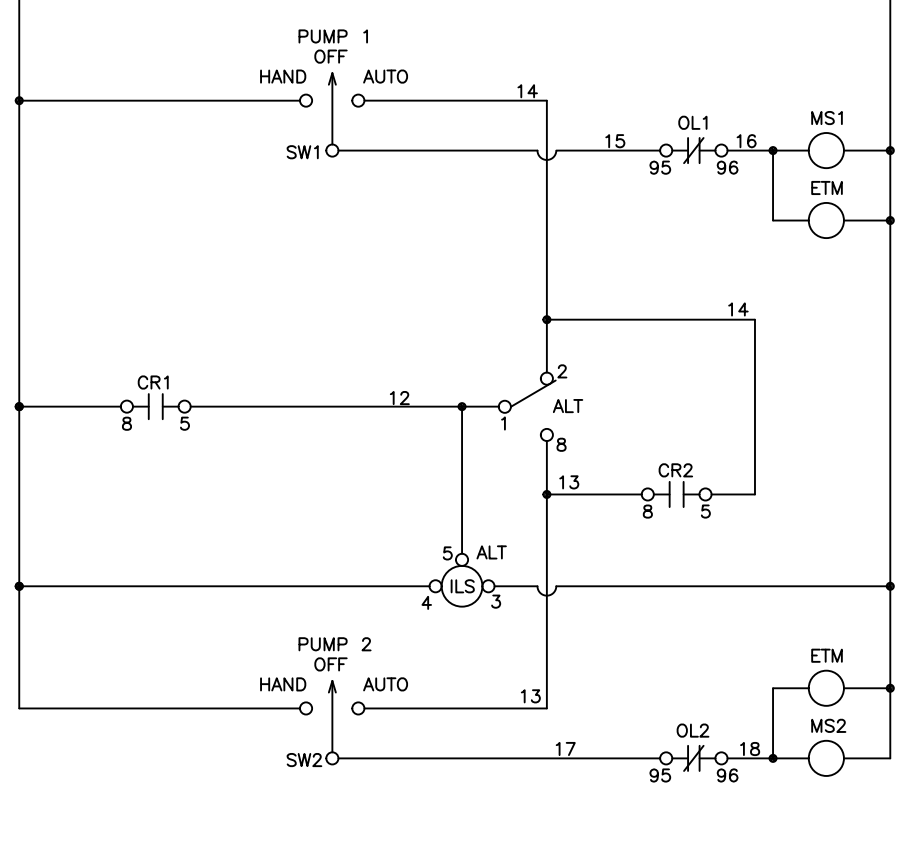 PUMP 1
OFF
HAND AUTO
14
SW1
15
OL1
95 96
16
MS1
ETM
14
CR1
8 5
12
1
2
ALT
8
13
CR2
8 5
5 ALT
ILS
4 3
PUMP 2
OFF
HAND AUTO
13
SW2
17
OL2
95 96
18
ETM
MS2